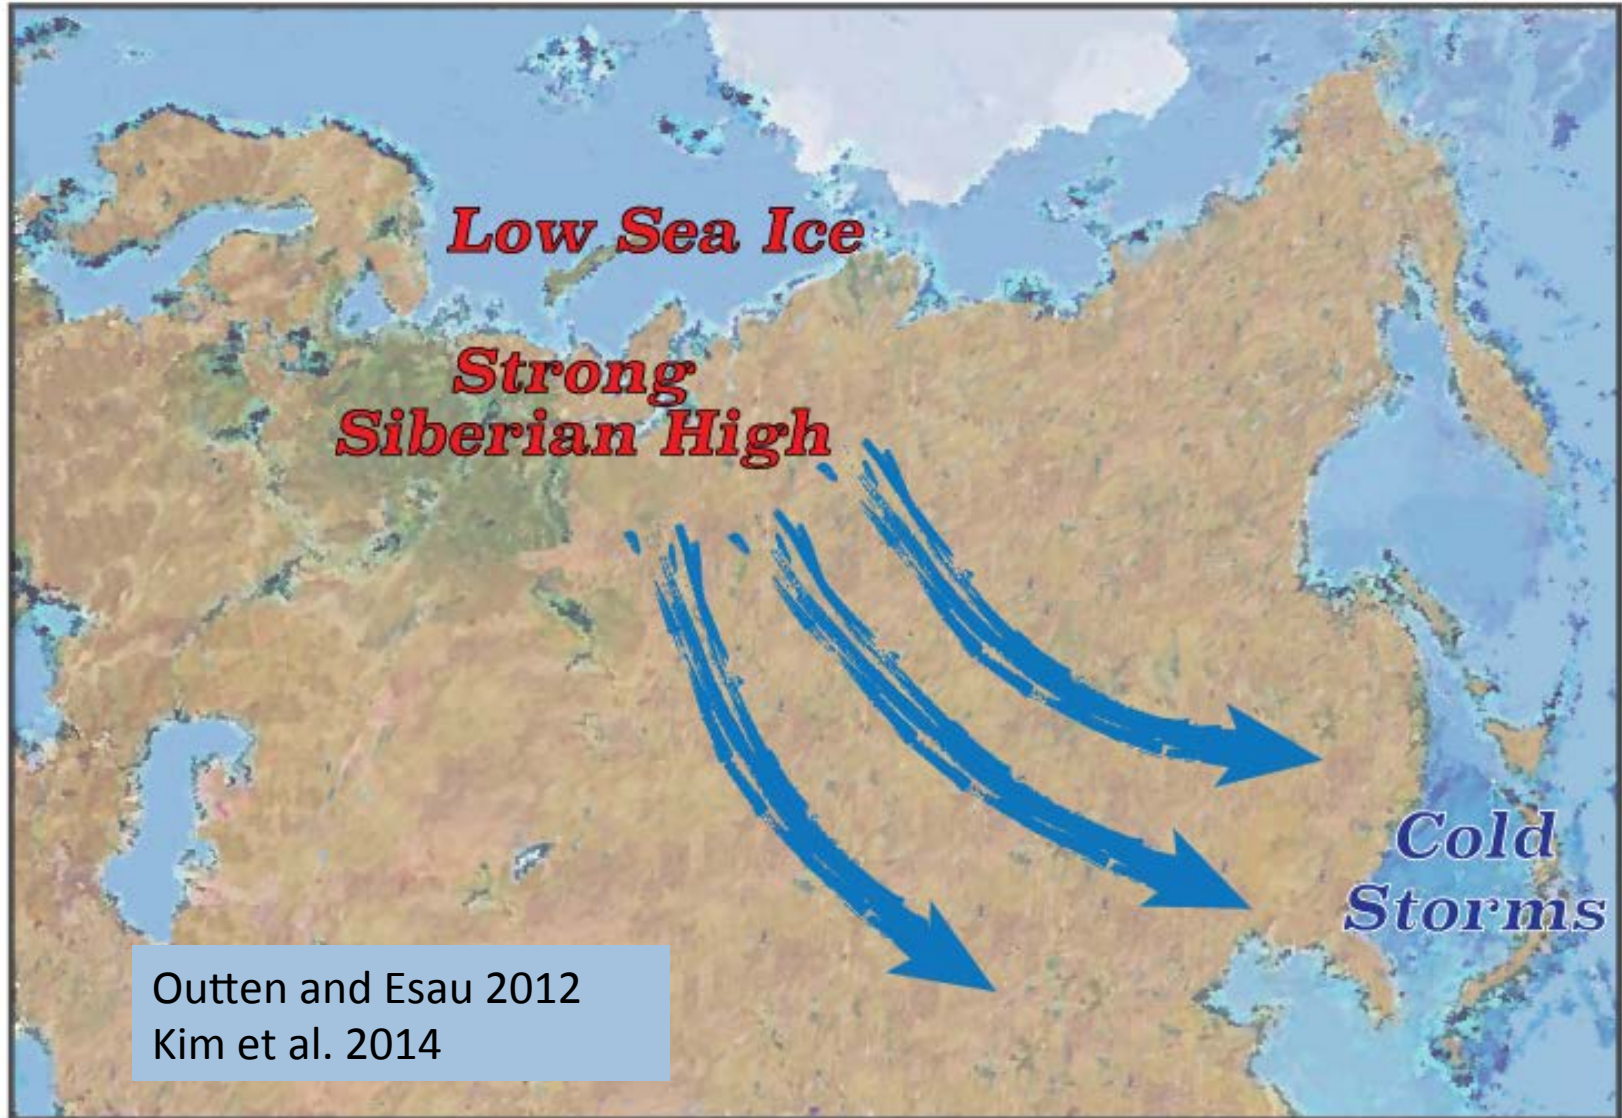 Low Sea Ice
Strong
Siberian High
Cold
Storms
Outten and Esau 2012
Kim et al. 2014